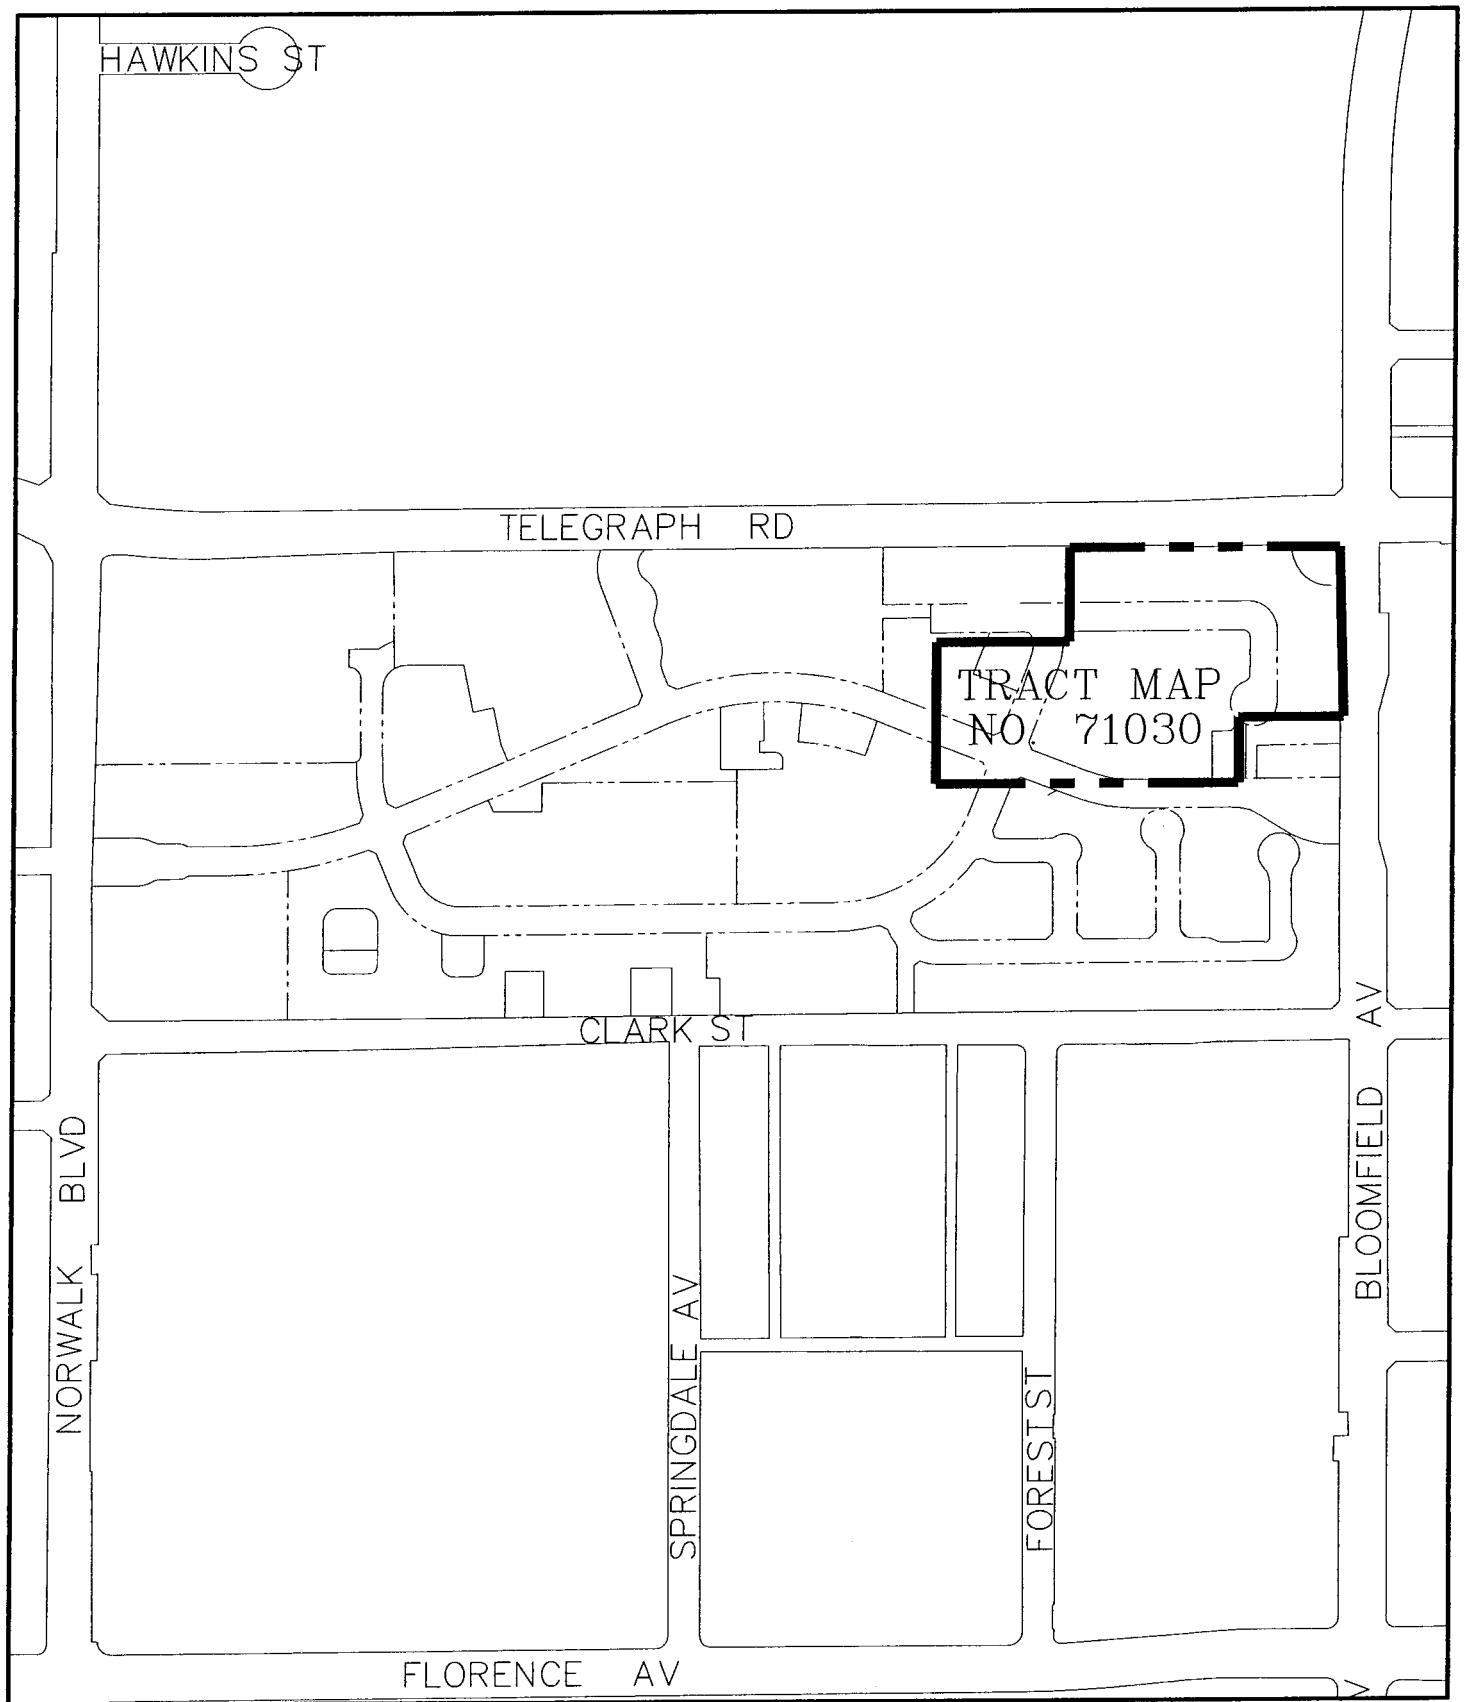 HAWKINS ST
TELEGRAPH RD
TRACT MAP
NO. 71030
CLARK ST
NORWALK BLVD
SPRINGDALE AV
FOREST ST
BLOOMFIELD AV
FLORENCE AV
V